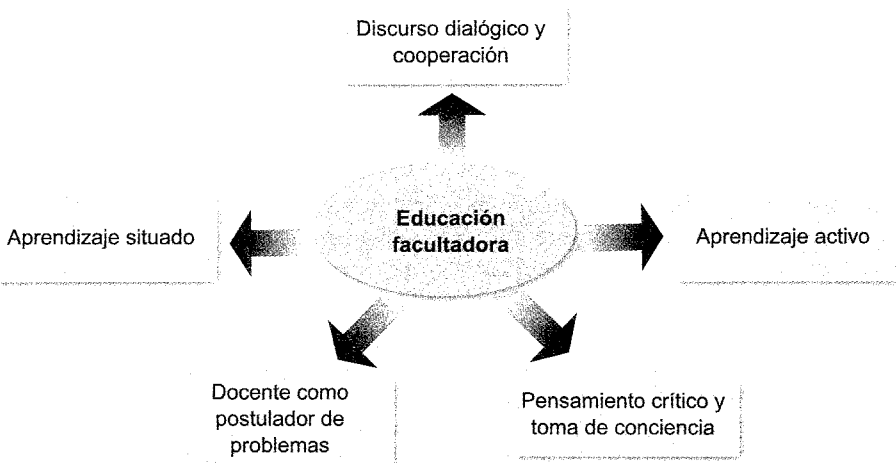 Discurso dialógico y
cooperación
Educación
facultadora
Aprendizaje situado
Aprendizaje activo
Docente como
postulador de
problemas
Pensamiento crítico y
toma de conciencia